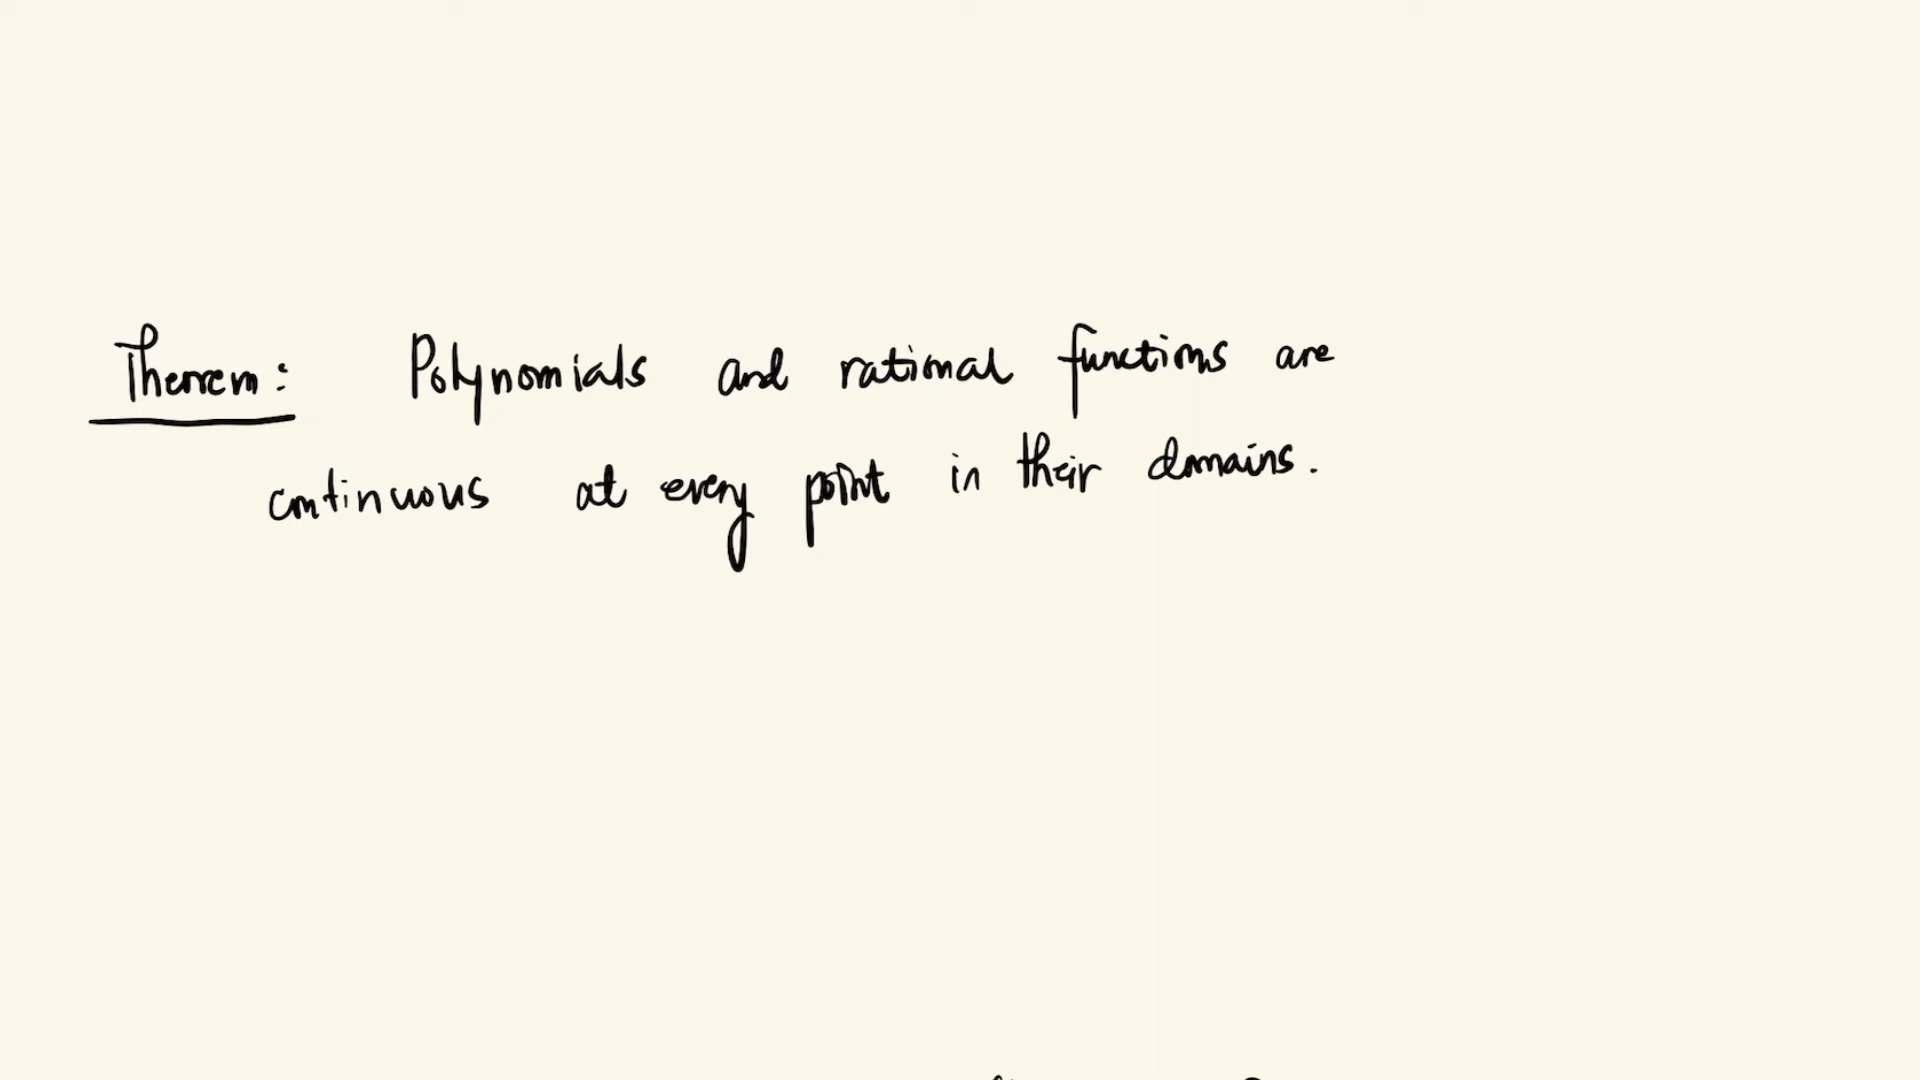 Theorem: Polynomials and rational functions are
continuous at every point in their domains.